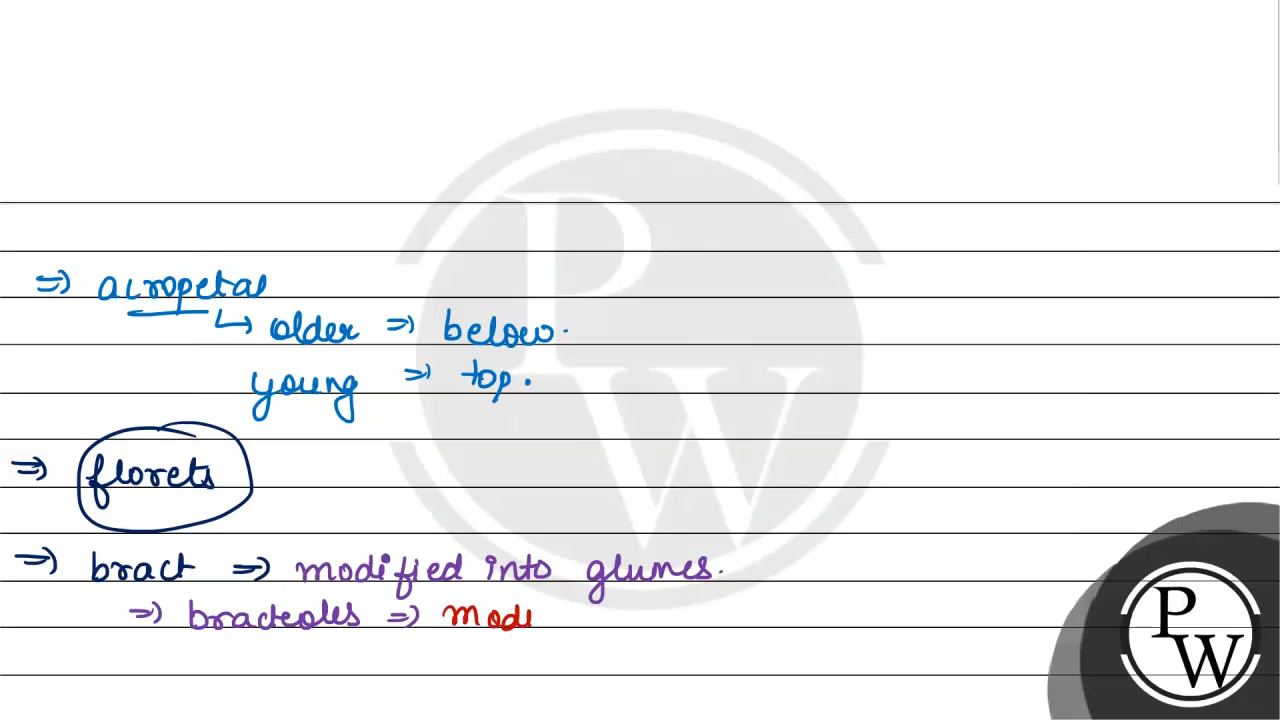 ⇒ acropetal
↳ older ⇒ below.
young ⇒ top.
⇒ florets
⇒ bract ⇒ modified into glumes.
⇒ bracteoles ⇒ modi
P
W
P
W